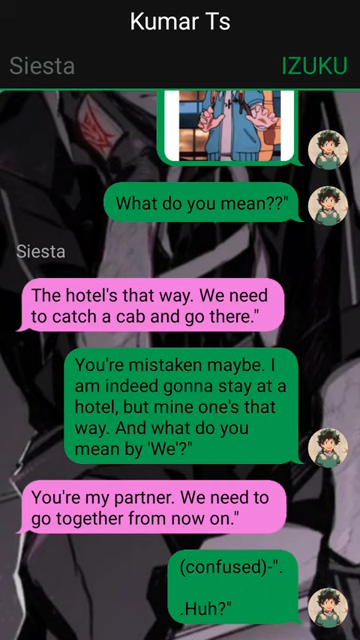 Kumar Ts
Siesta
IZUKU
What do you mean??"
Siesta
The hotel's that way. We need
to catch a cab and go there."
You're mistaken maybe. I
am indeed gonna stay at a
hotel, but mine one's that
way. And what do you
mean by 'We'?"
You're my partner. We need to
go together from now on."
(confused)-".
.Huh?"